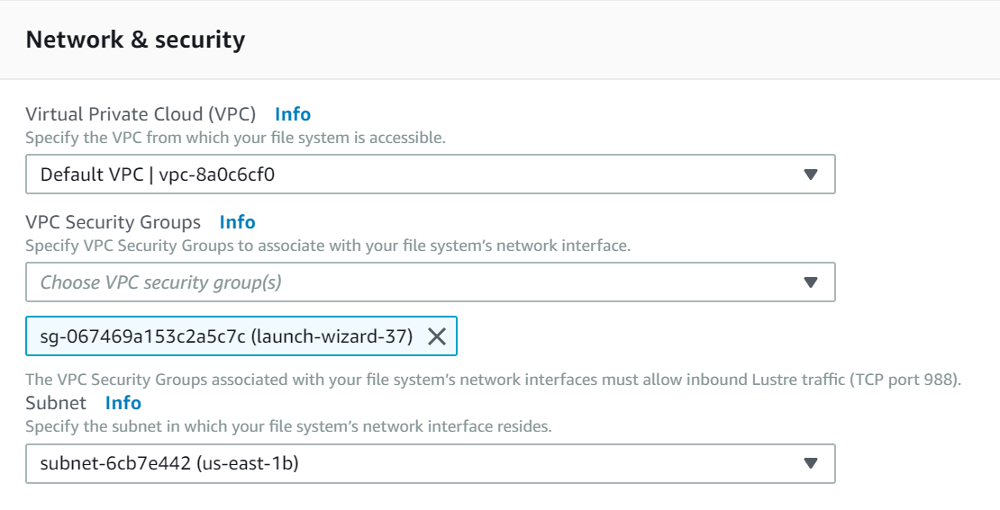 Network & security
Virtual Private Cloud (VPC) Info
Specify the VPC from which your file system is accessible.
Default VPC | vpc-8a0c6cf0
VPC Security Groups Info
Specify VPC Security Groups to associate with your file system's network interface.
Choose VPC security group(s)
sg-067469a153c2a5c7c (launch-wizard-37)
The VPC Security Groups associated with your file system's network interfaces must allow inbound Lustre traffic (TCP port 988).
Subnet Info
Specify the subnet in which your file system's network interface resides.
subnet-6cb7e442 (us-east-1b)